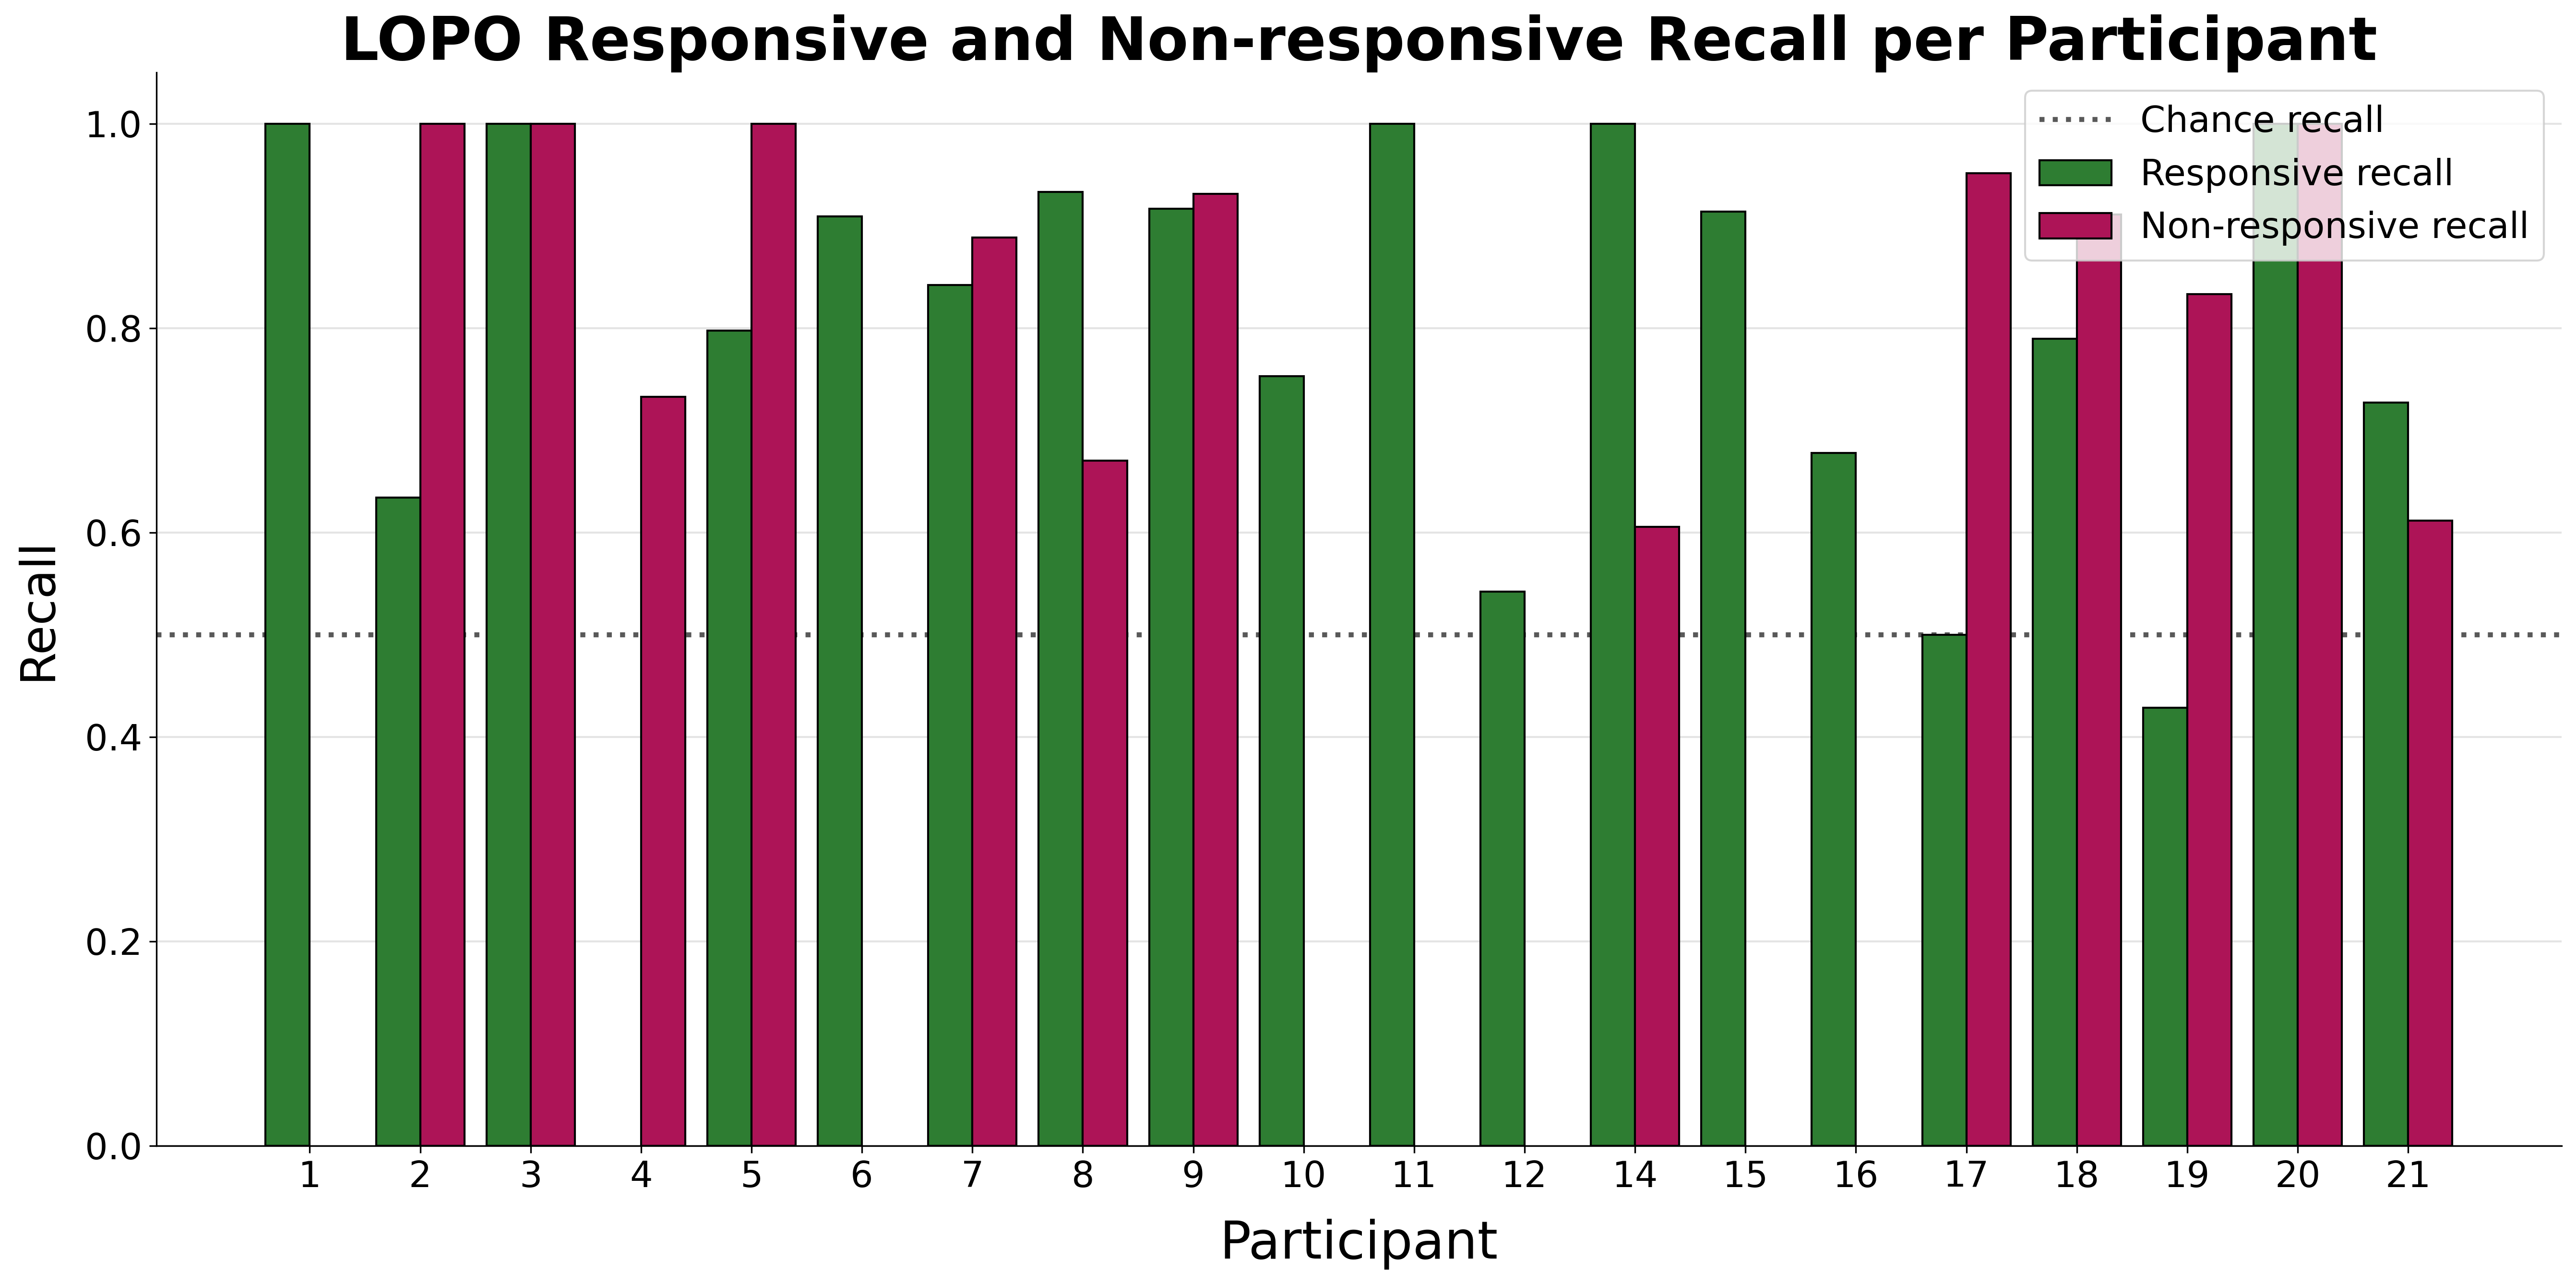 LOPO Responsive and Non-responsive Recall per Participant
Chance recall
Responsive recall
Non-responsive recall
Recall
1.0
0.8
0.6
0.4
0.2
0.0
1 2 3 4 5 6 7 8 9 10 11 12 14 15 16 17 18 19 20 21
Participant